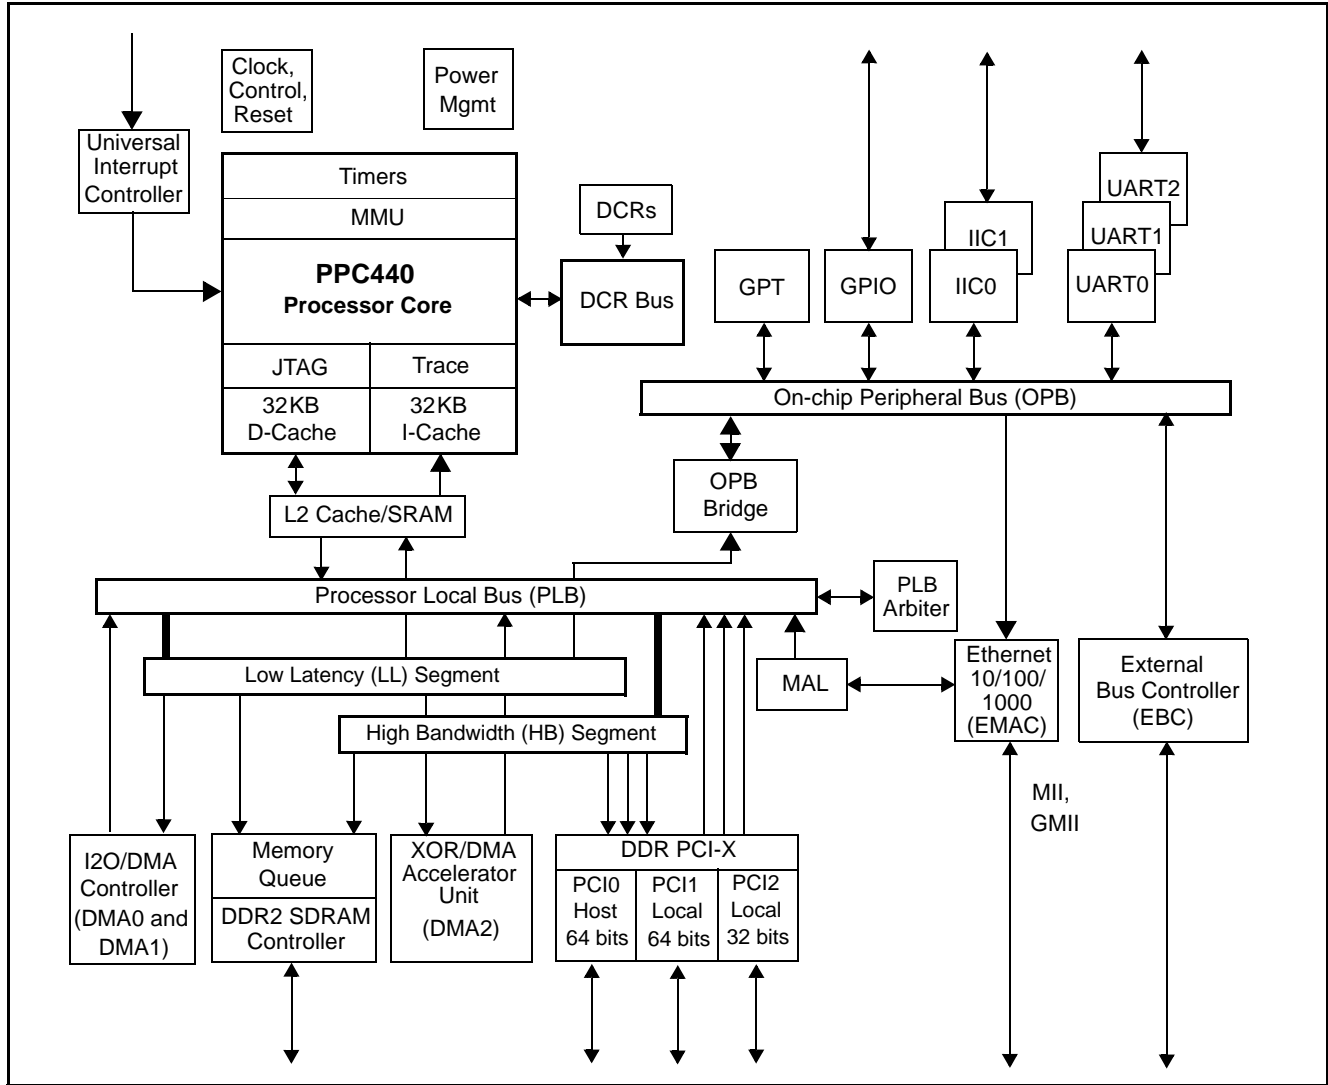 Clock,
Control,
Reset
Power
Mgmt
Universal
Interrupt
Controller
Timers
MMU
PPC440
Processor Core
JTAG
Trace
32KB
D-Cache
32KB
I-Cache
DCRs
DCR Bus
GPT
GPIO
IIC1
IIC0
UART2
UART1
UART0
On-chip Peripheral Bus (OPB)
OPB
Bridge
L2 Cache/SRAM
Processor Local Bus (PLB)
PLB
Arbiter
Low Latency (LL) Segment
High Bandwidth (HB) Segment
MAL
Ethernet
10/100/
1000
(EMAC)
External
Bus Controller
(EBC)
MII,
GMII
I2O/DMA
Controller
(DMA0 and
DMA1)
Memory
Queue
DDR2 SDRAM
Controller
XOR/DMA
Accelerator
Unit
(DMA2)
DDR PCI-X
PCI0
Host
64 bits
PCI1
Local
64 bits
PCI2
Local
32 bits